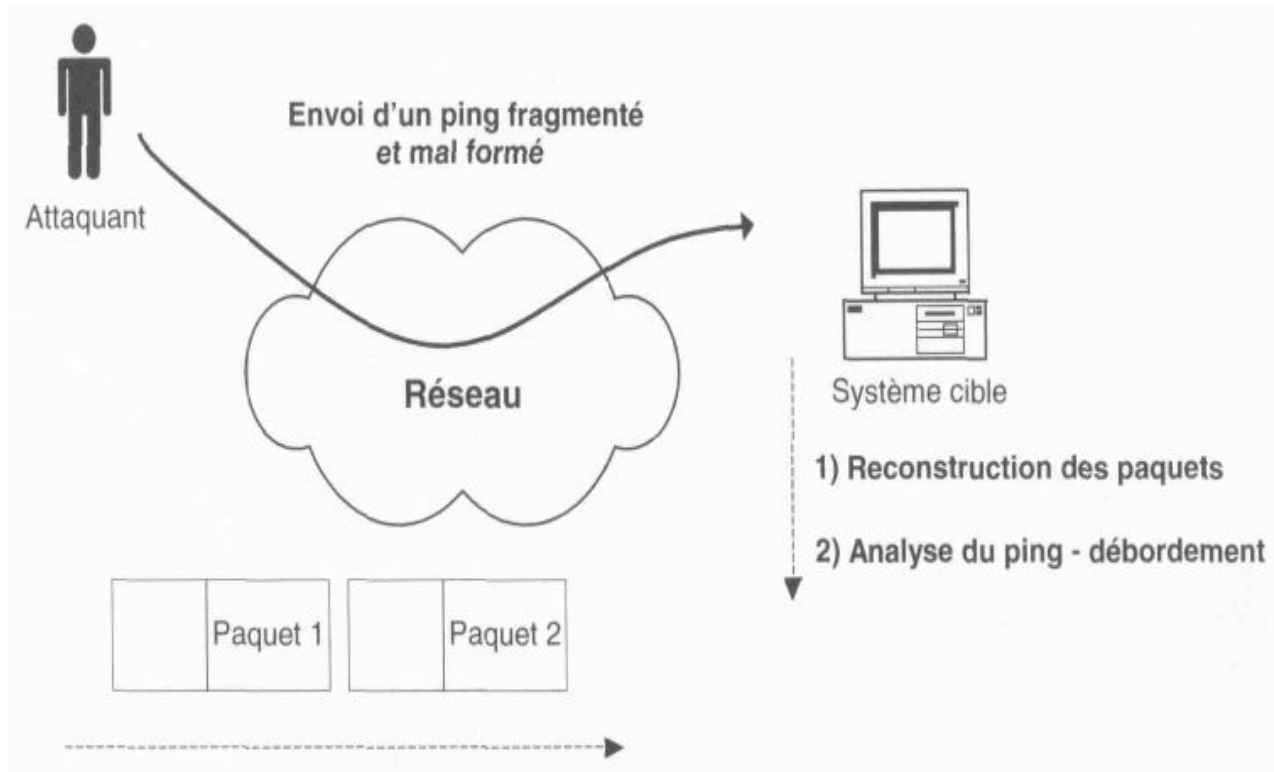 Envoi d'un ping fragmenté
et mal formé
Attaquant
Réseau
Système cible
1) Reconstruction des paquets
2) Analyse du ping - débordement
Paquet 1
Paquet 2